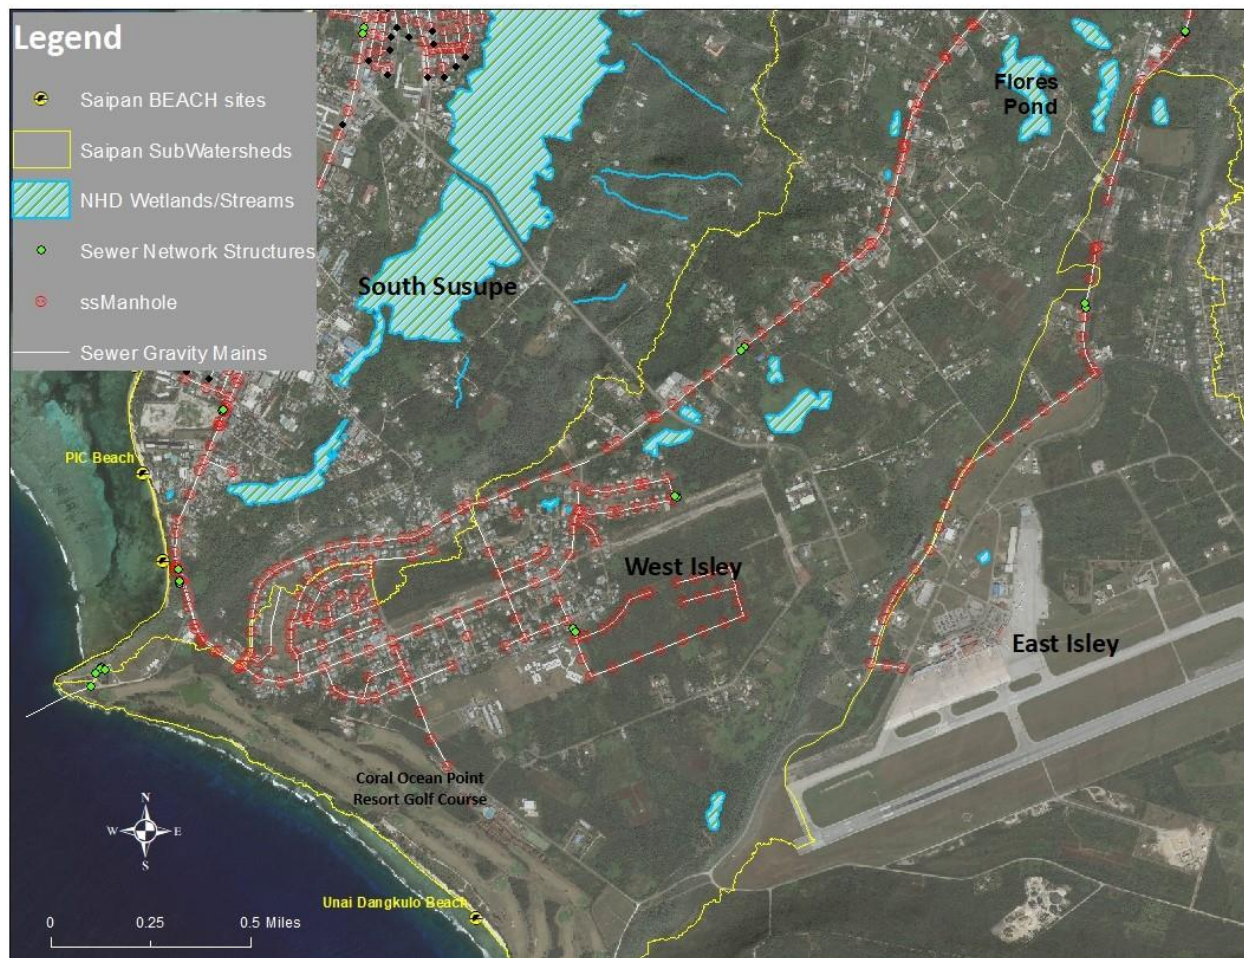 Legend
Saipan BEACH sites
Saipan SubWatersheds
NHD Wetlands/Streams
Sewer Network Structures
ssManhole
Sewer Gravity Mains
Flores
Pond
South Susupe
PIC Beach
West Isley
East Isley
Coral Ocean Point
Resort Golf Course
N
W
E
S
Unai Dangkulo Beach
0
0.25
0.5 Miles